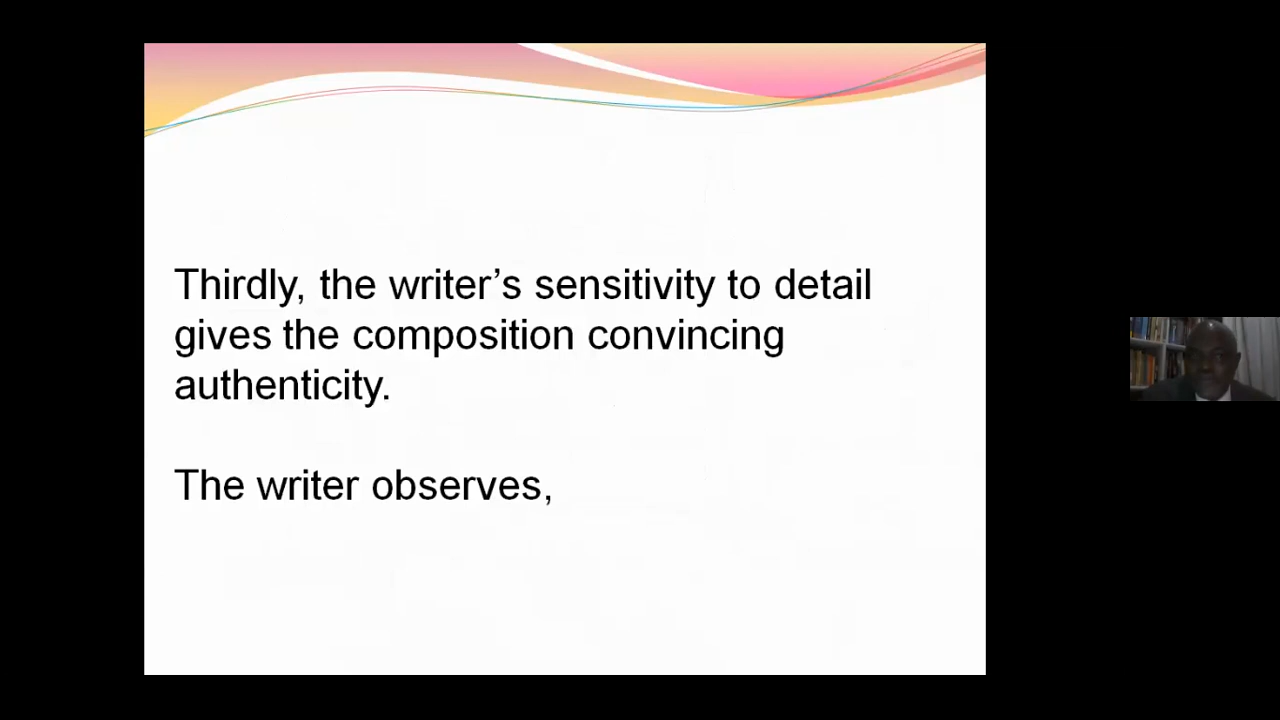 Thirdly, the writer’s sensitivity to detail
gives the composition convincing
authenticity.
The writer observes,